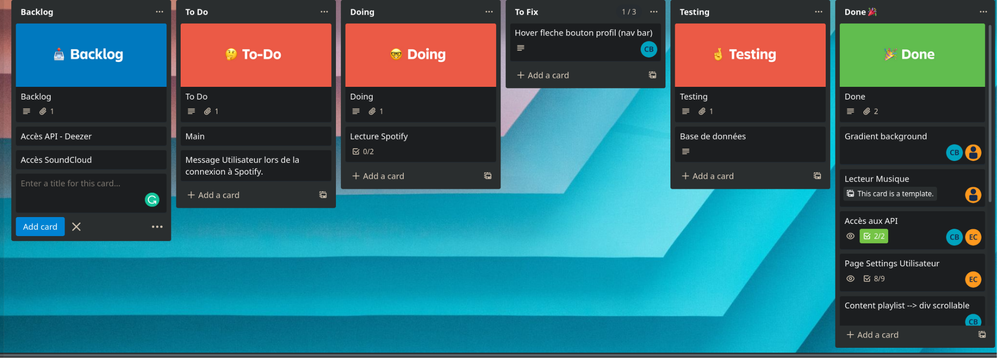 Backlog
Backlog
Backlog
1
Accès API - Deezer
Accès SoundCloud
Enter a title for this card...
Add card
To Do
To-Do
To Do
1
Main
Message Utilisateur lors de la
connexion à Spotify.
+ Add a card
Doing
Doing
Doing
1
Lecture Spotify
0/2
+ Add a card
To Fix
1 / 3
Hover fleche bouton profil (nav bar)
CB
+ Add a card
Testing
Testing
Testing
1
Base de données
+ Add a card
Done
Done
Done
2
Gradient background
CB
Lecteur Musique
This card is a template.
Accès aux API
2/2
CB EC
Page Settings Utilisateur
8/9
EC
Content playlist --> div scrollable
CB
+ Add a card